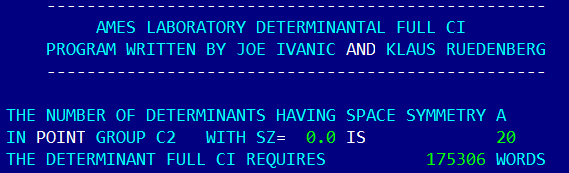 --------------------------------------------------
AMES LABORATORY DETERMINANTAL FULL CI
PROGRAM WRITTEN BY JOE IVANIC AND KLAUS RUEDENBERG
--------------------------------------------------
THE NUMBER OF DETERMINANTS HAVING SPACE SYMMETRY A
IN POINT GROUP C2   WITH SZ=  0.0 IS             20
THE DETERMINANT FULL CI REQUIRES          175306 WORDS